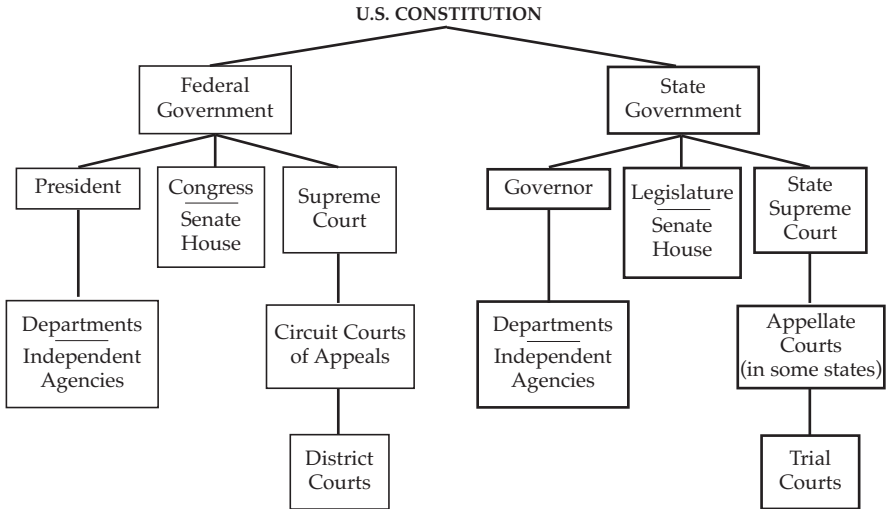 U.S. CONSTITUTION
Federal
Government
State
Government
President
Congress
Senate
House
Supreme
Court
Governor
Legislature
Senate
House
State
Supreme
Court
Departments
Independent
Agencies
Circuit Courts
of Appeals
Departments
Independent
Agencies
Appellate
Courts
(in some states)
District
Courts
Trial
Courts